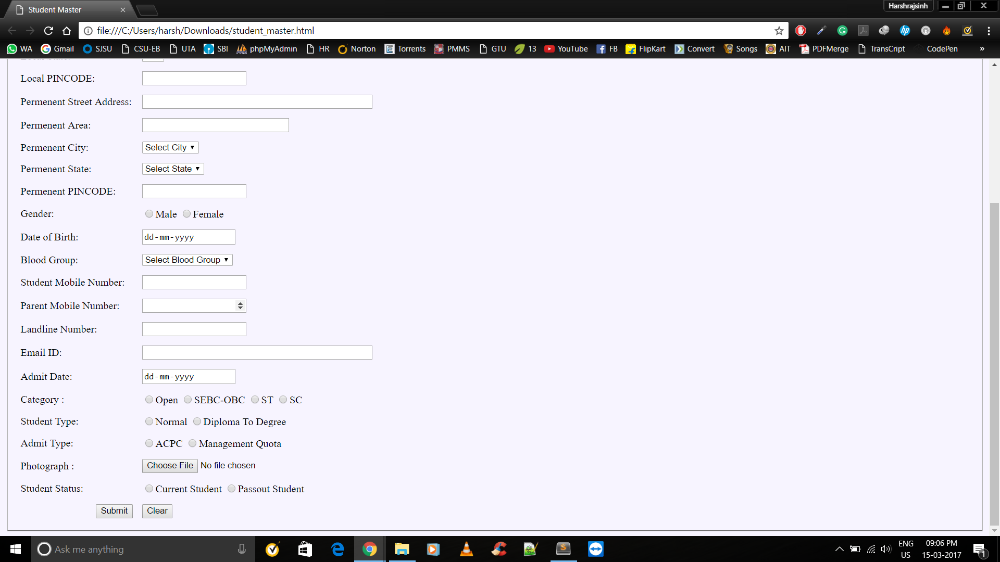 Student Master
Harshrajsinh
file:///C:/Users/harsh/Downloads/student_master.html
WA Gmail SJSU CSU-EB UTA SBI phpMyAdmin HR Norton Torrents PMMS GTU 13 YouTube FB FlipKart Convert Songs AIT PDFMerge TransCript CodePen »
Local PINCODE:
Permenent Street Address:
Permenent Area:
Permenent City: Select City
Permenent State: Select State
Permenent PINCODE:
Gender: Male Female
Date of Birth: dd-mm-yyyy
Blood Group: Select Blood Group
Student Mobile Number:
Parent Mobile Number:
Landline Number:
Email ID:
Admit Date: dd-mm-yyyy
Category : Open SEBC-OBC ST SC
Student Type: Normal Diploma To Degree
Admit Type: ACPC Management Quota
Photograph : Choose File No file chosen
Student Status: Current Student Passout Student
Submit Clear
Ask me anything
ENG 09:06 PM
US 15-03-2017 1